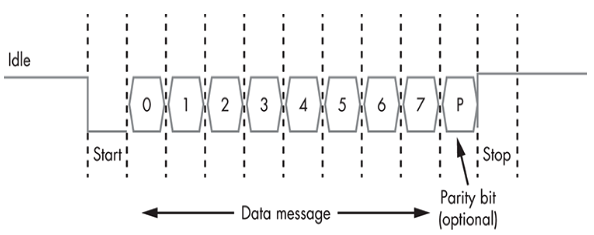 Idle
0 1 2 3 4 5 6 7 P
Start
Stop
Data message
Parity bit
(optional)